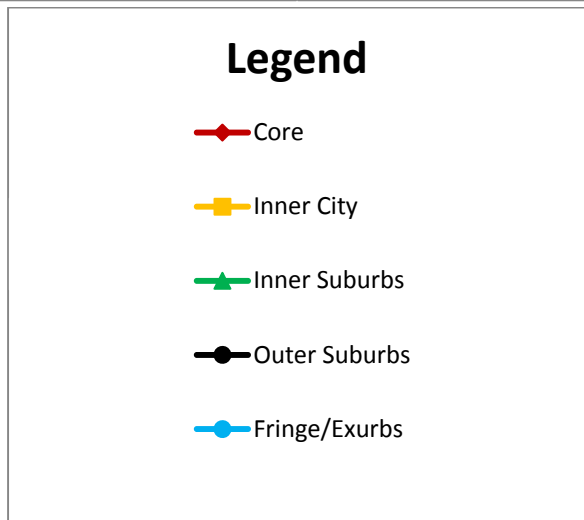 Legend
Core
Inner City
Inner Suburbs
Outer Suburbs
Fringe/Exurbs